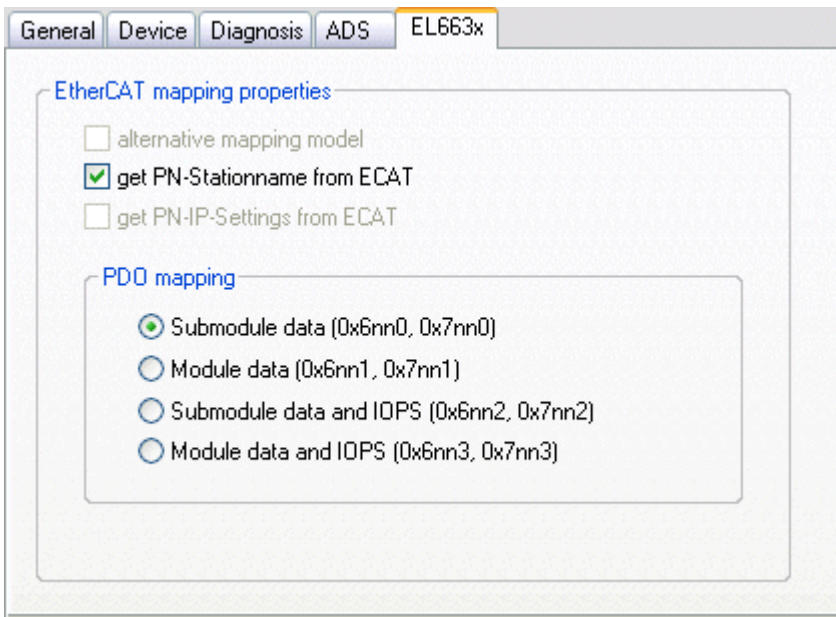 General Device Diagnosis ADS EL663x
EtherCAT mapping properties
alternative mapping model
get PN-Stationname from ECAT
get PN-IP-Settings from ECAT
PDO mapping
Submodule data (0x6nn0, 0x7nn0)
Module data (0x6nn1, 0x7nn1)
Submodule data and IOPS (0x6nn2, 0x7nn2)
Module data and IOPS (0x6nn3, 0x7nn3)